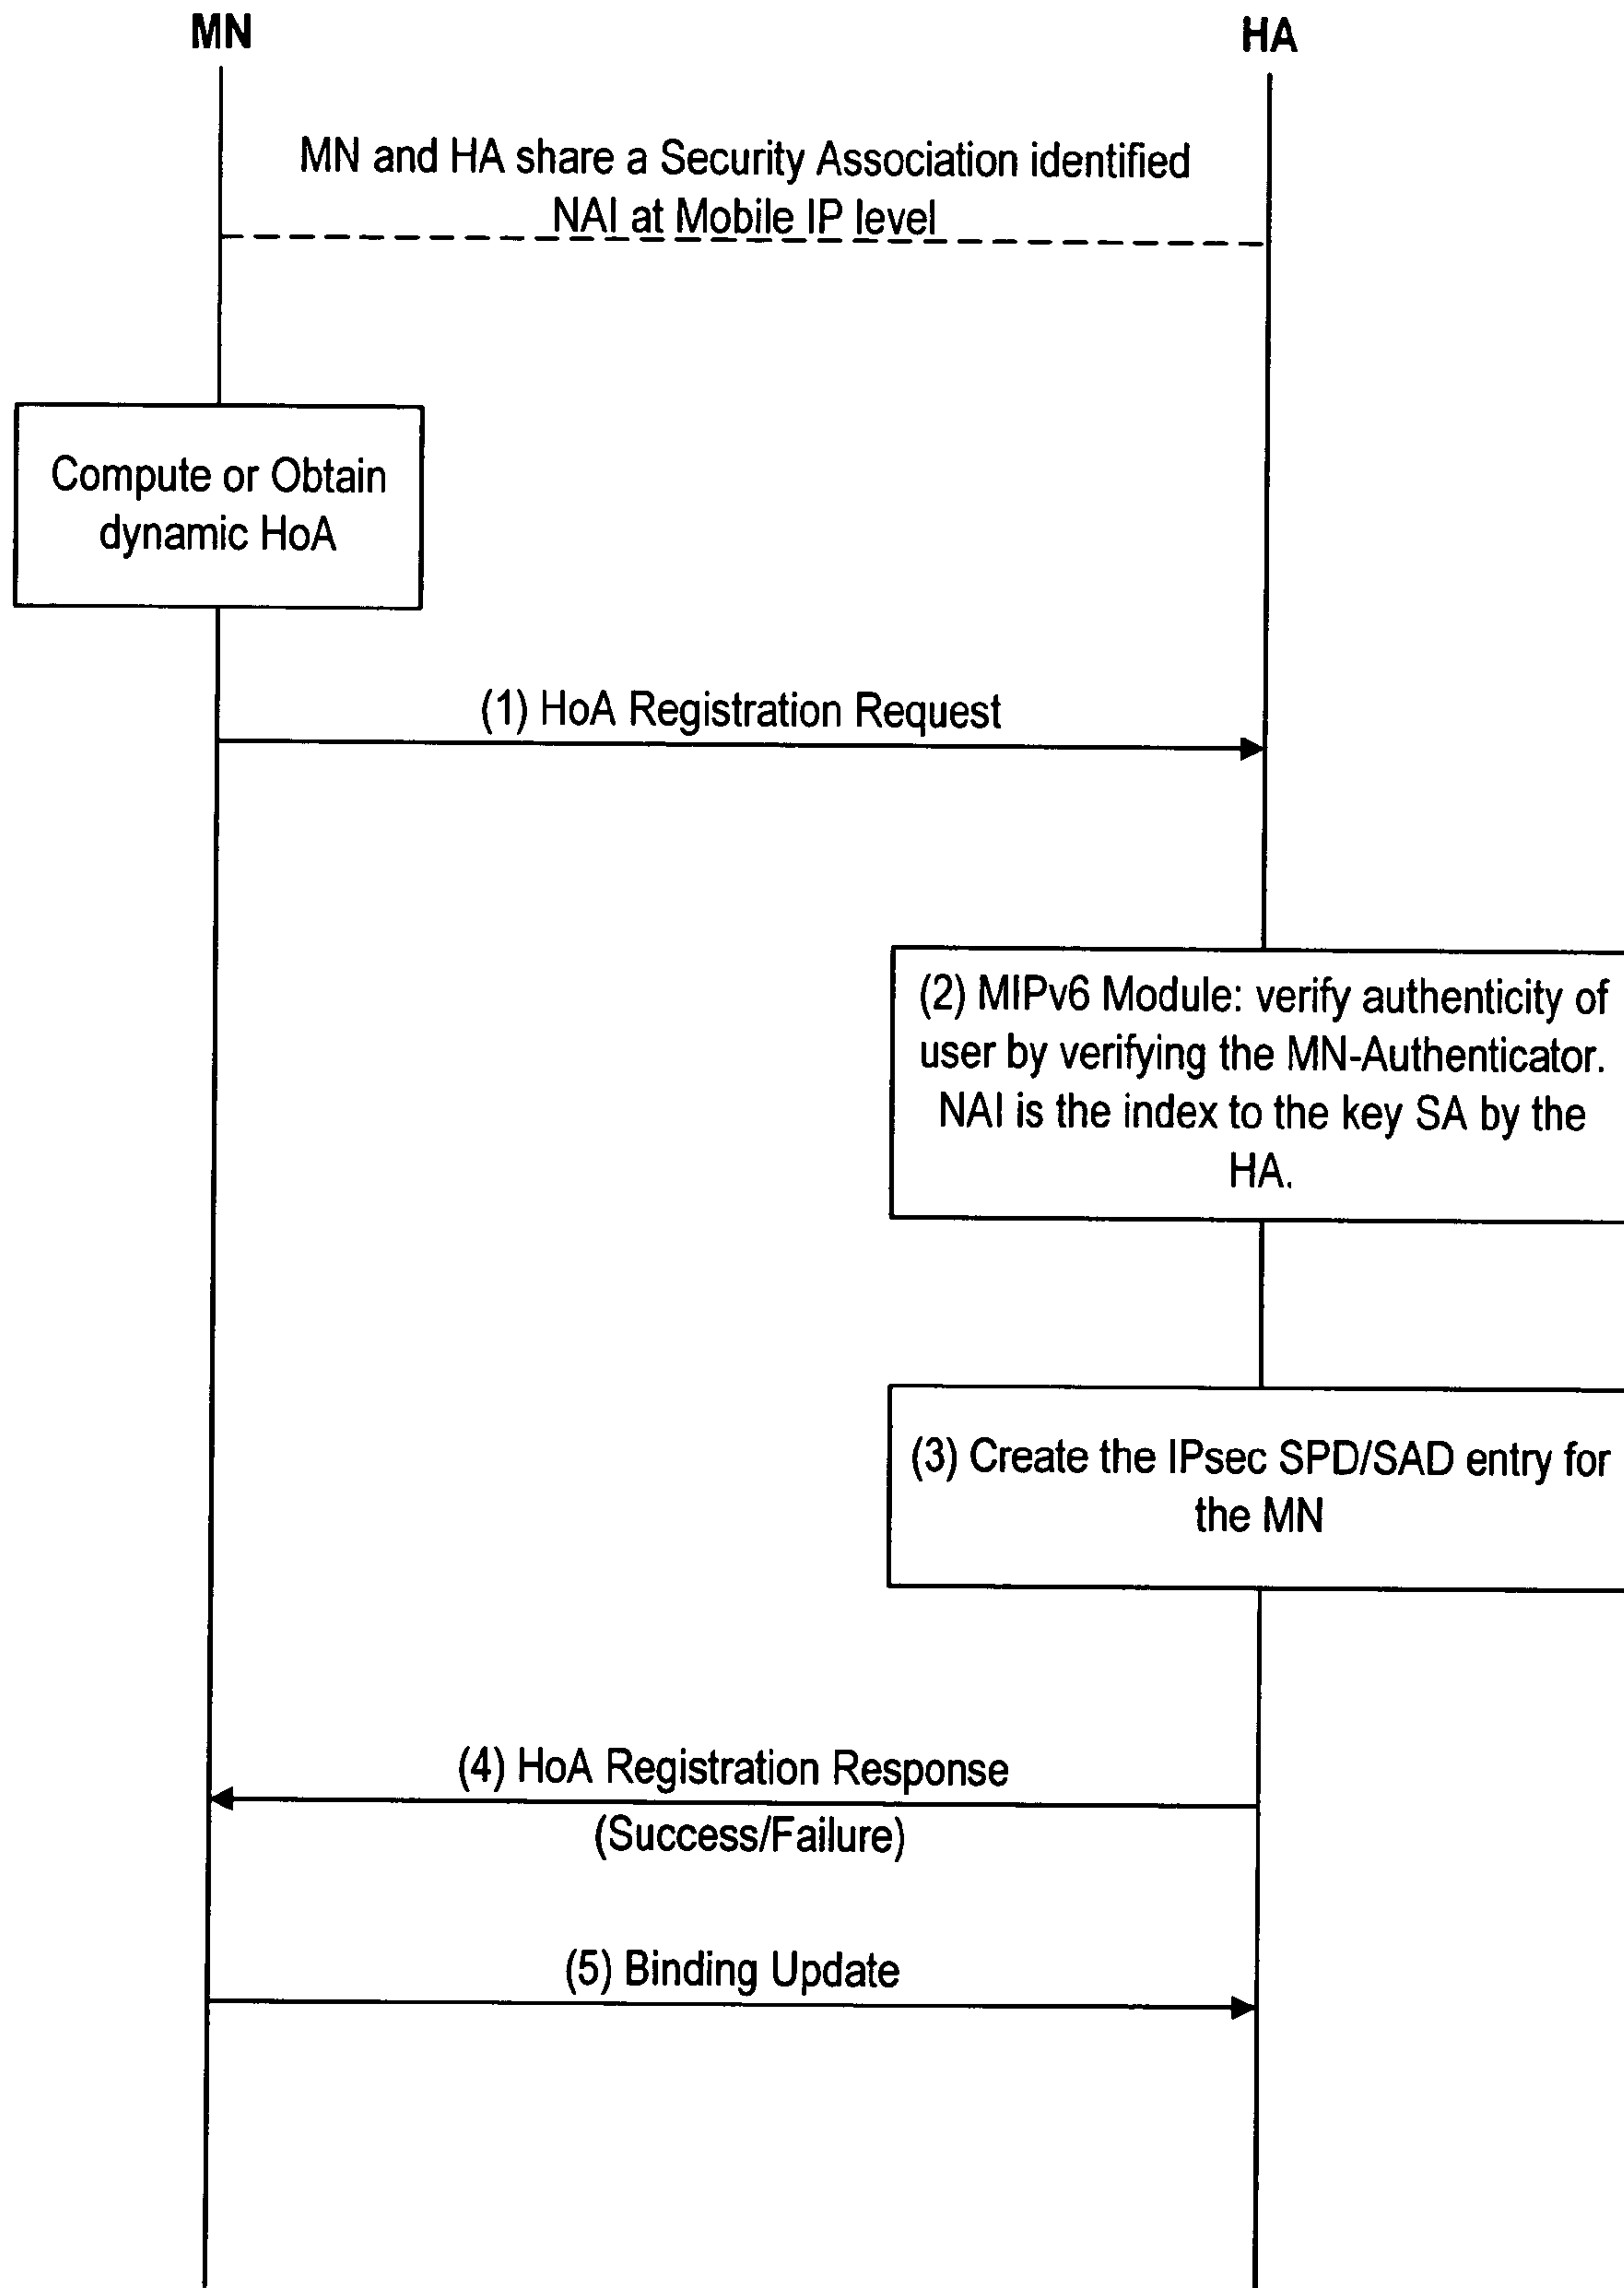 MN
HA
MN and HA share a Security Association identified
NAI at Mobile IP level
Compute or Obtain
dynamic HoA
(1) HoA Registration Request
(2) MIPv6 Module: verify authenticity of
user by verifying the MN-Authenticator.
NAI is the index to the key SA by the
HA.
(3) Create the IPsec SPD/SAD entry for
the MN
(4) HoA Registration Response
(Success/Failure)
(5) Binding Update